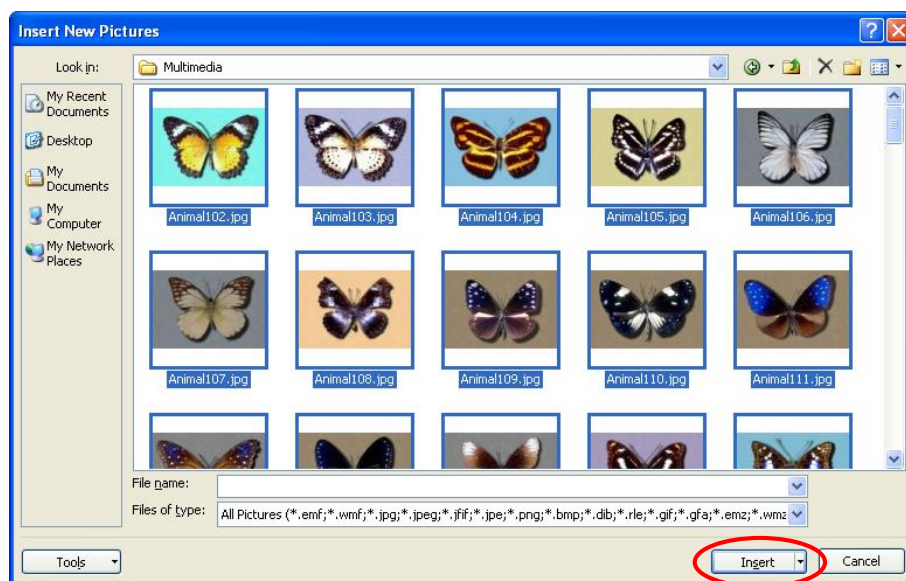 Insert New Pictures
Look in:
Multimedia
My Recent
Documents
Desktop
My
Documents
My
Computer
My Network
Places
Animal102.jpg
Animal103.jpg
Animal104.jpg
Animal105.jpg
Animal106.jpg
Animal107.jpg
Animal108.jpg
Animal109.jpg
Animal110.jpg
Animal111.jpg
File name:
Files of type:
All Pictures (*.emf;*.wmf;*.jpg;*.jpeg;*.jfif;*.jpe;*.png;*.bmp;*.dib;*.rle;*.gif;*.gfa;*.emz;*.wmz
Tools
Insert
Cancel